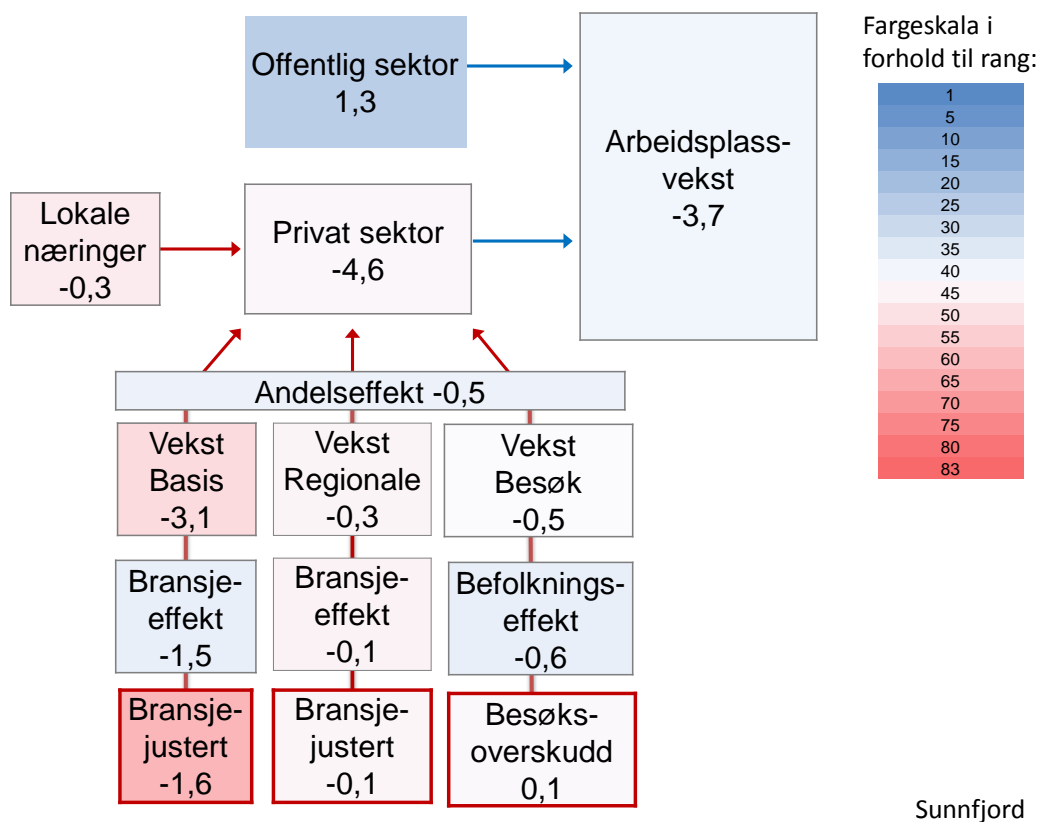 Offentlig sektor
1,3
Arbeidsplass-
vekst
-3,7
Lokale
næringer
-0,3
Privat sektor
-4,6
Andelseffekt -0,5
Vekst
Basis
-3,1
Vekst
Regionale
-0,3
Vekst
Besøk
-0,5
Bransje-
effekt
-1,5
Bransje-
effekt
-0,1
Befolknings-
effekt
-0,6
Bransje-
justert
-1,6
Bransje-
justert
-0,1
Besøks-
overskudd
0,1
Fargeskala i
forhold til rang:
1
5
10
15
20
25
30
35
40
45
50
55
60
65
70
75
80
83
Sunnfjord